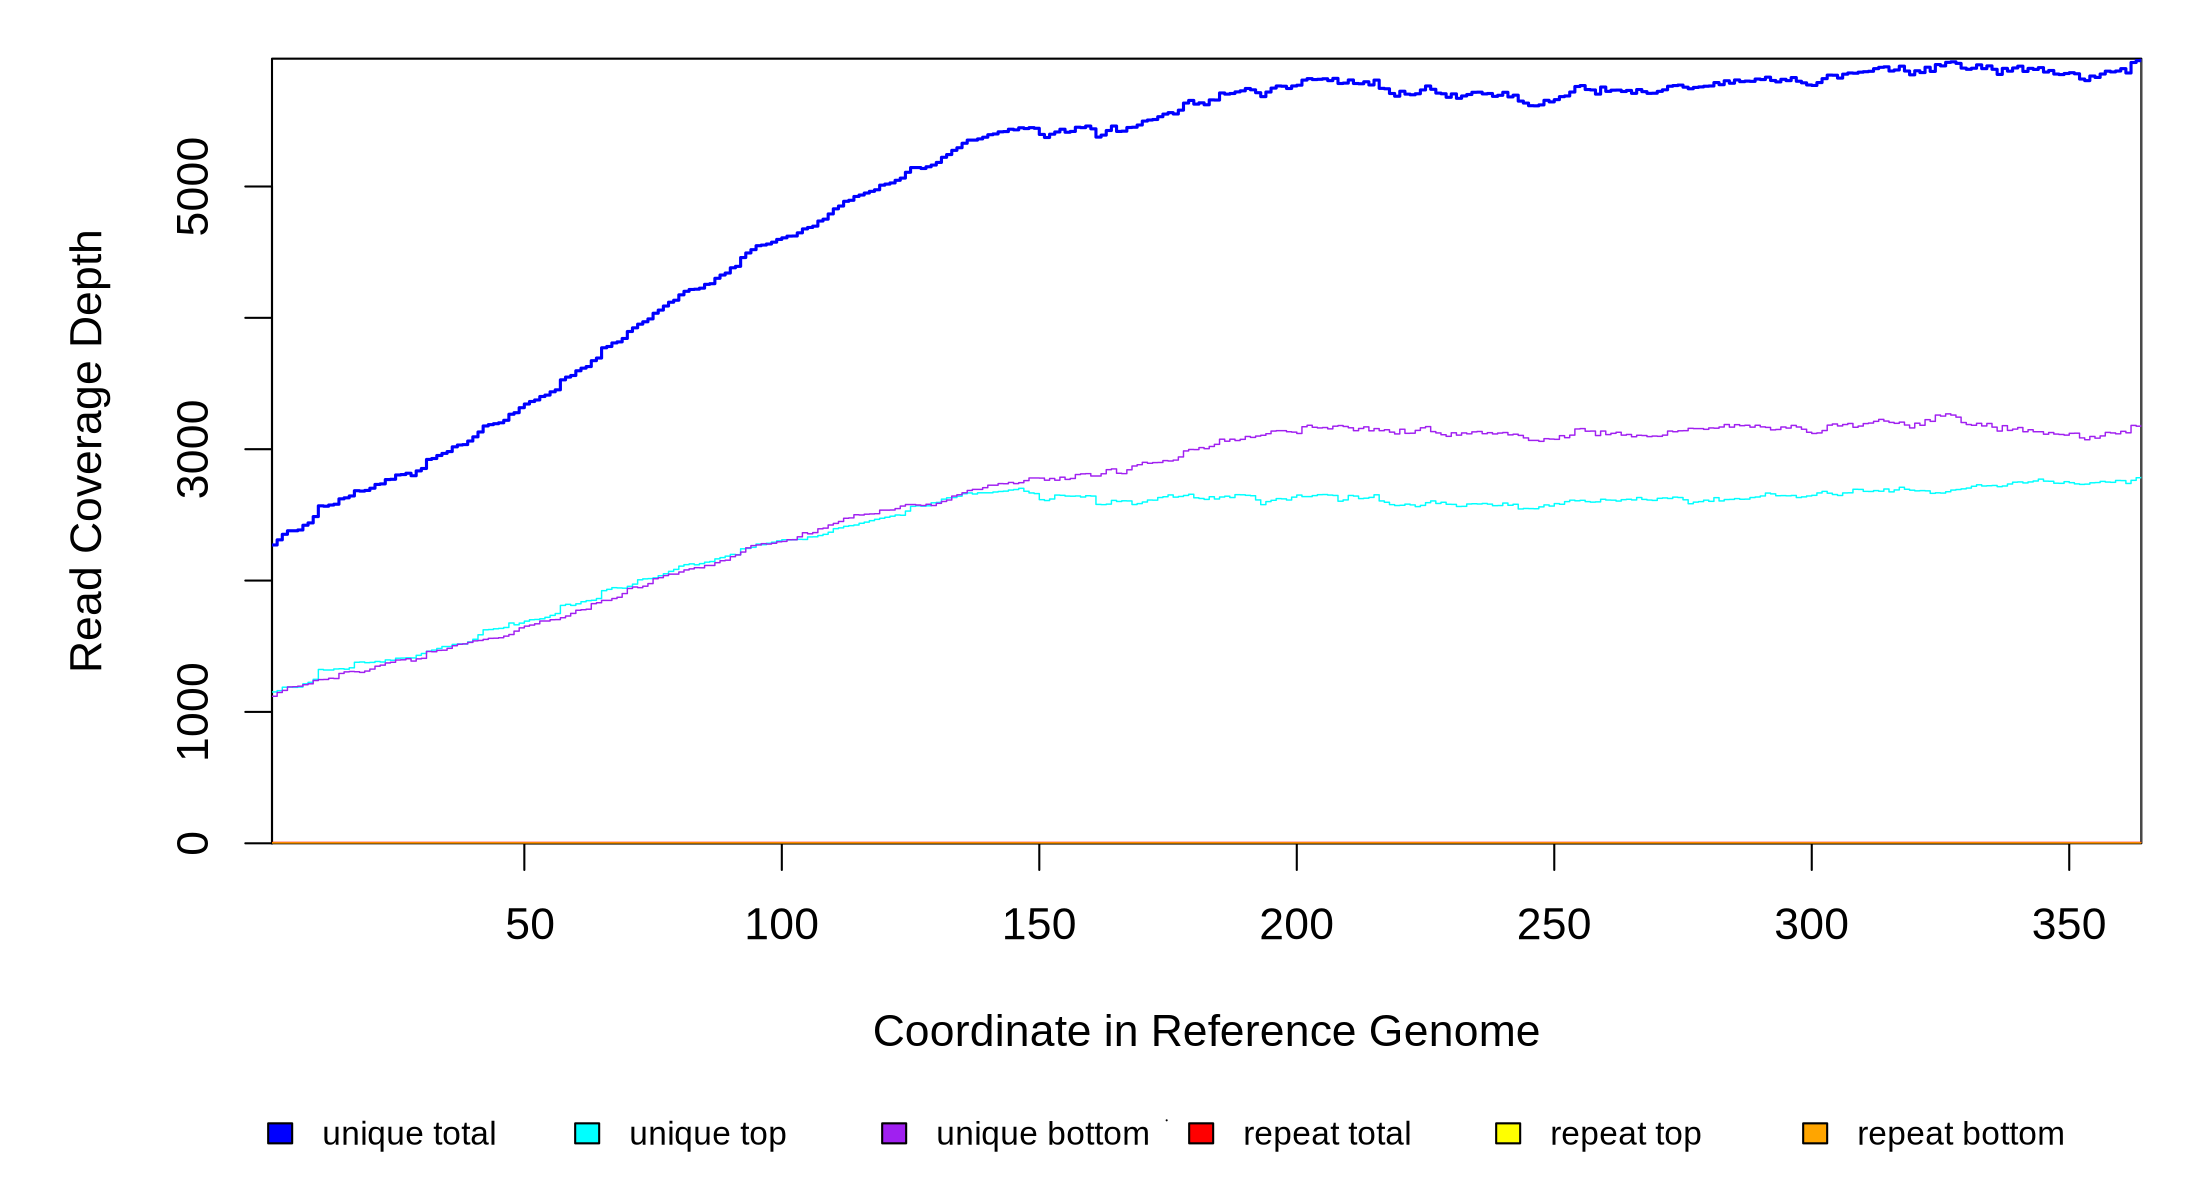 Read Coverage Depth
5000
3000
1000
0
50 100 150 200 250 300 350
Coordinate in Reference Genome
unique total unique top unique bottom repeat total repeat top repeat bottom